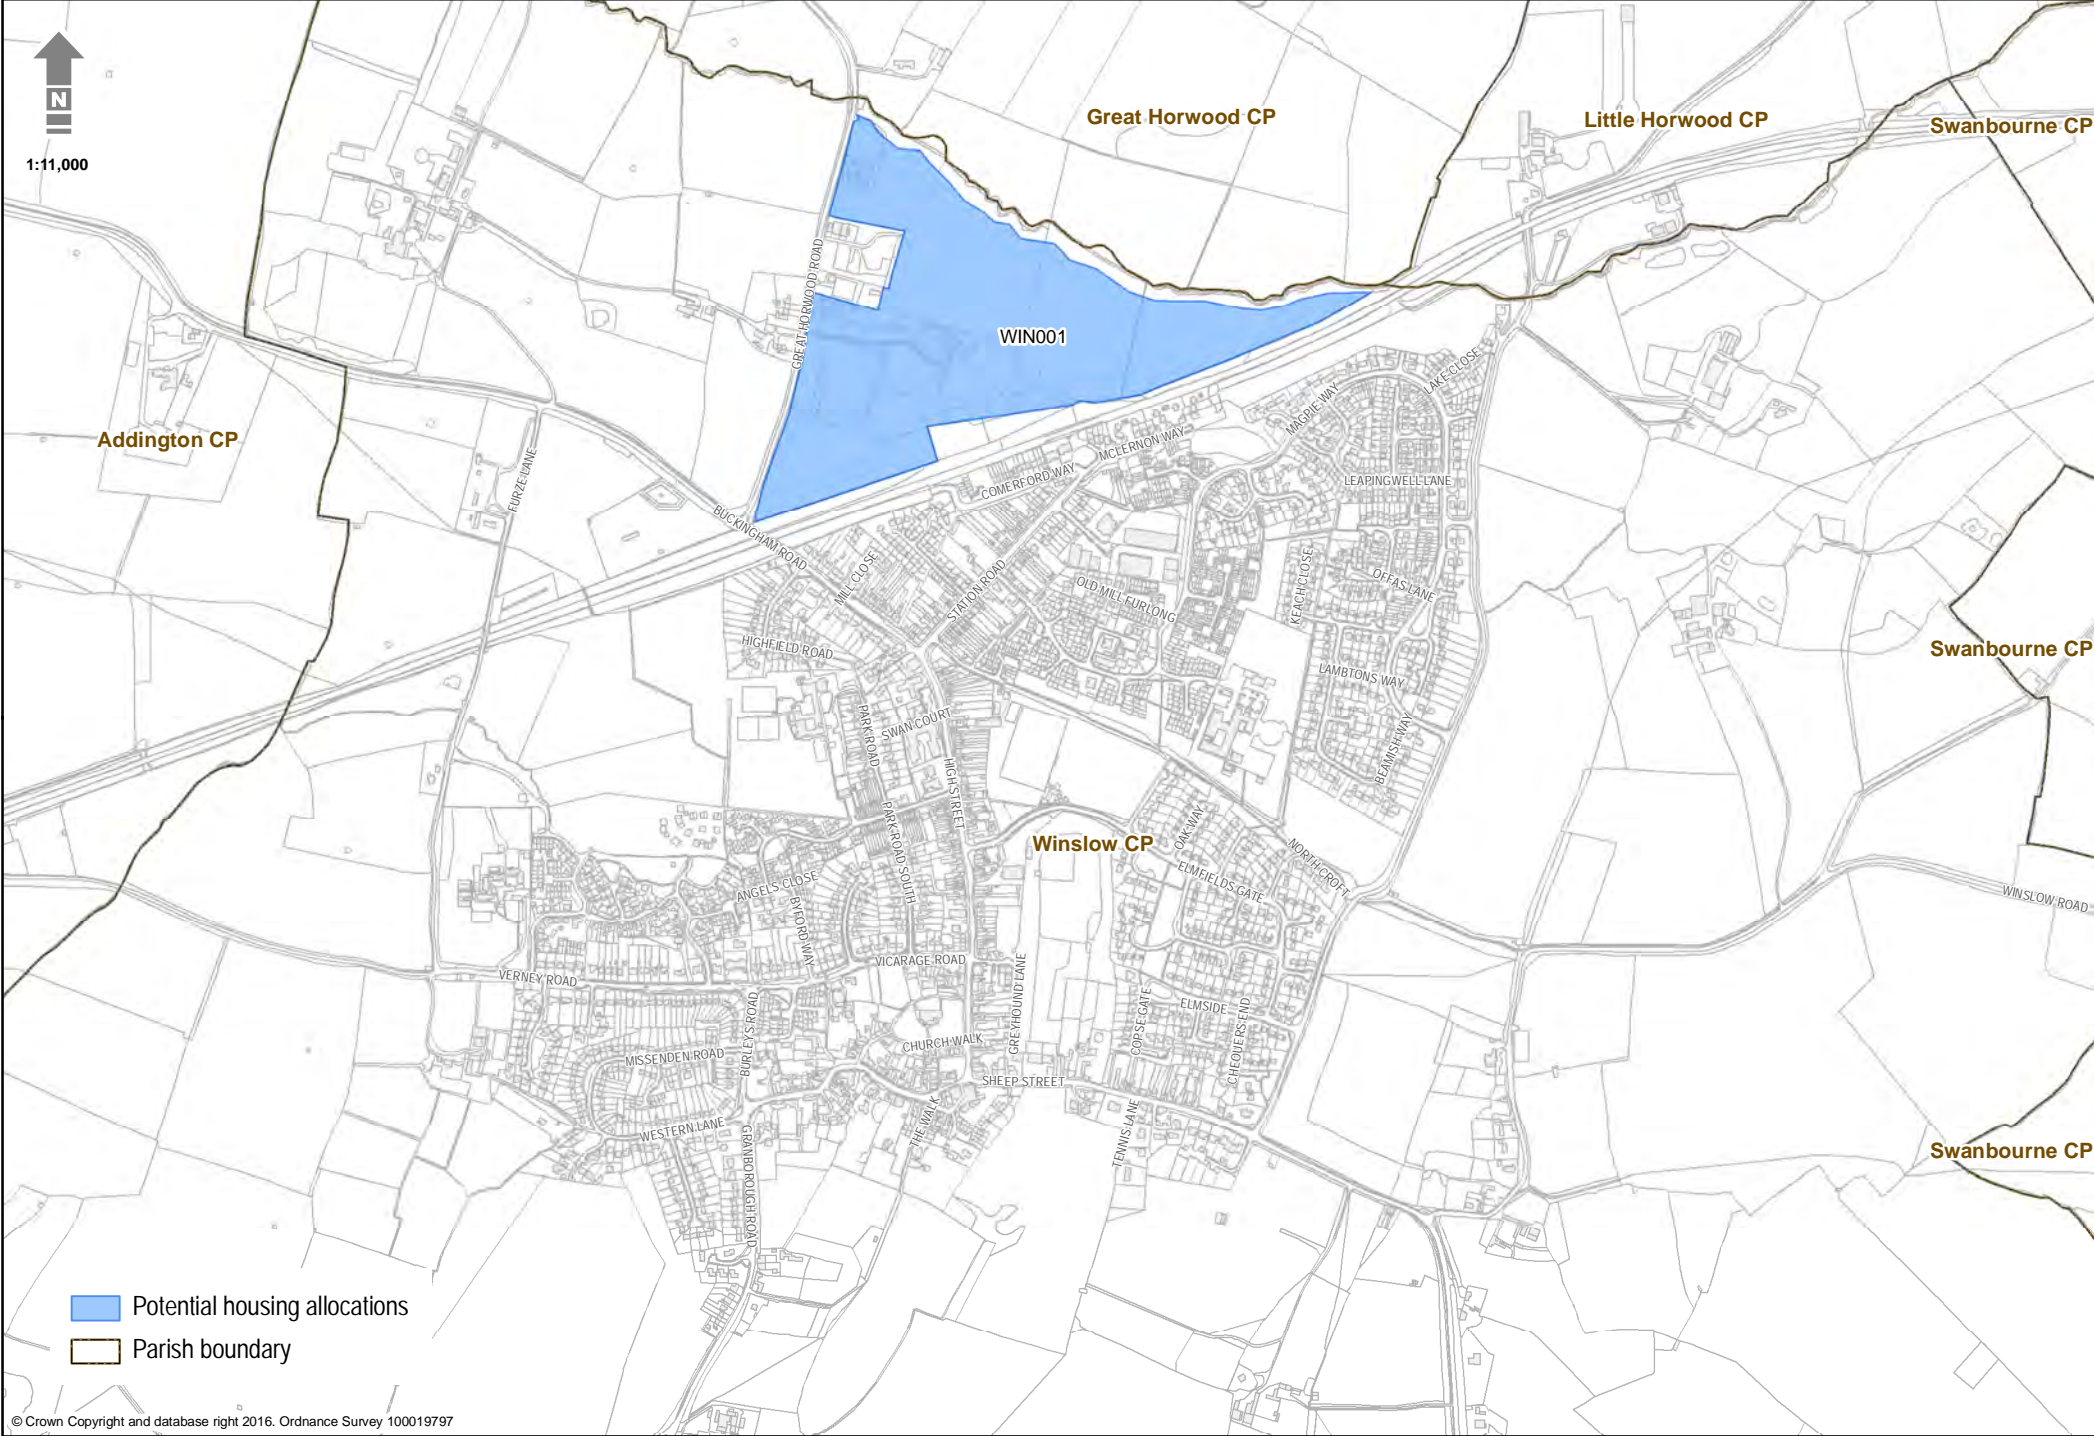 N
1:11,000
Great Horwood CP
Little Horwood CP
Swanbourne CP
GREAT HORWOOD ROAD
WIN001
LAKE CLOSE
MAGPIE WAY
Addington CP
MCLERNON WAY
COMERFORD WAY
LEAPINGWELL LANE
FURZE LANE
BUCKINGHAM ROAD
MILL CLOSE
STATION ROAD
OLD MILL FURLONG
KEACH CLOSE
OFFAS LANE
HIGHFIELD ROAD
Swanbourne CP
LAMBTONS WAY
PARK ROAD
SWAN COURT
BEAMISH WAY
HIGH STREET
PARK ROAD SOUTH
Winslow CP
OAK WAY
NORTHCROFT
ELMFIELDS GATE
ANGELS CLOSE
BYFORD WAY
WINSLOW ROAD
VERNEY ROAD
VICARAGE ROAD
GREYHOUND LANE
BURLEYS ROAD
COPSE GATE
ELMSIDE
CHEQUERS END
MISSENDEN ROAD
CHURCH WALK
SHEEP STREET
WESTERN LANE
THE WALK
TENNIS LANE
GRANBOROUGH ROAD
Swanbourne CP
Potential housing allocations
Parish boundary
© Crown Copyright and database right 2016. Ordnance Survey 100019797